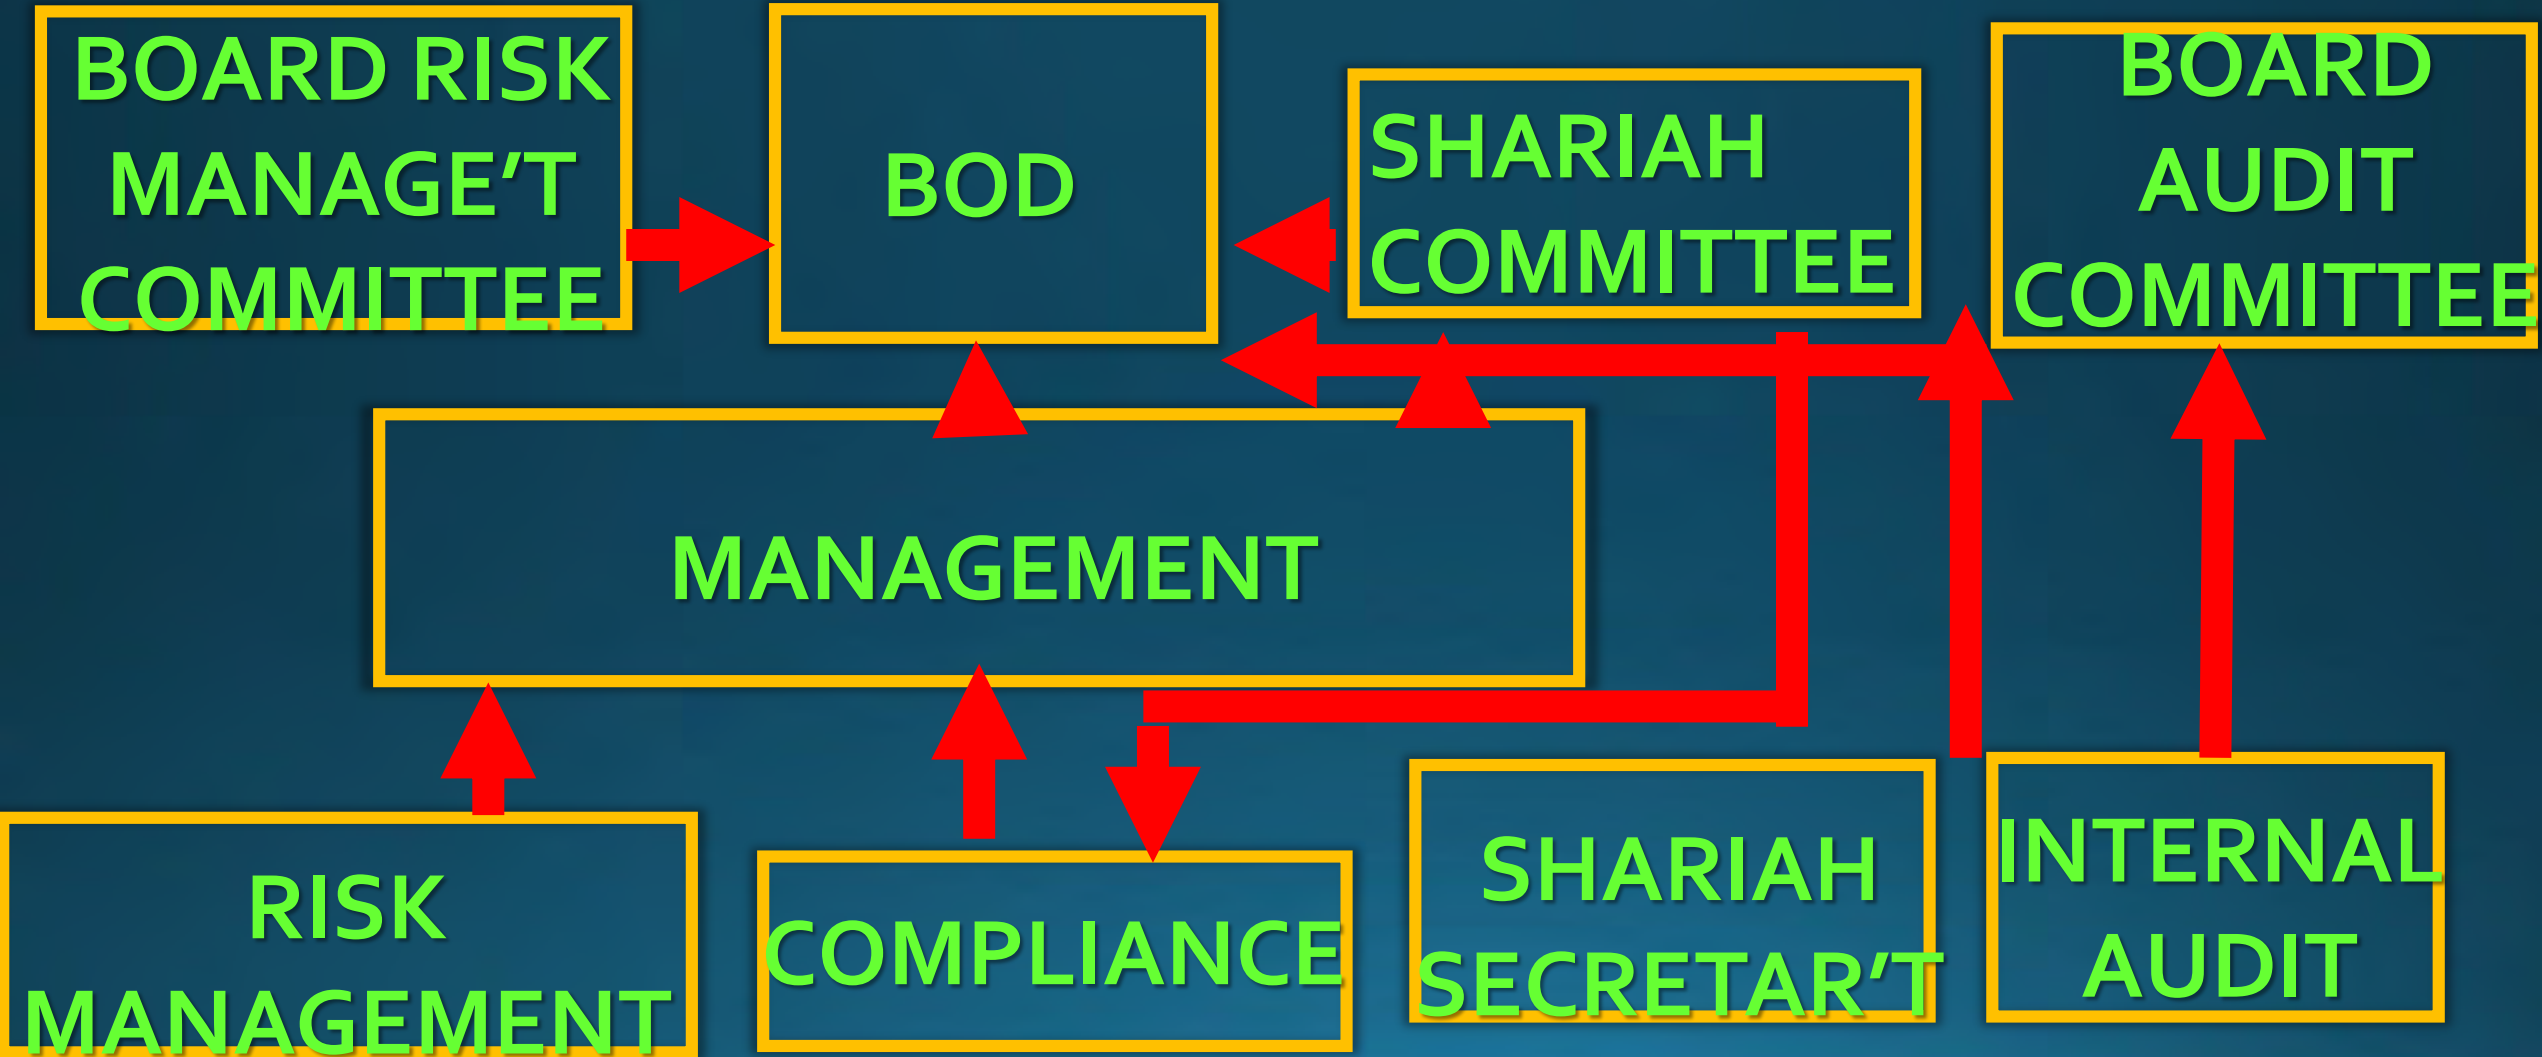 BOARD RISK
MANAGE'T
COMMITTEE
BOD
SHARIAH
COMMITTEE
BOARD
AUDIT
COMMITTEE
MANAGEMENT
RISK
MANAGEMENT
COMPLIANCE
SHARIAH
SECRETAR'T
INTERNAL
AUDIT